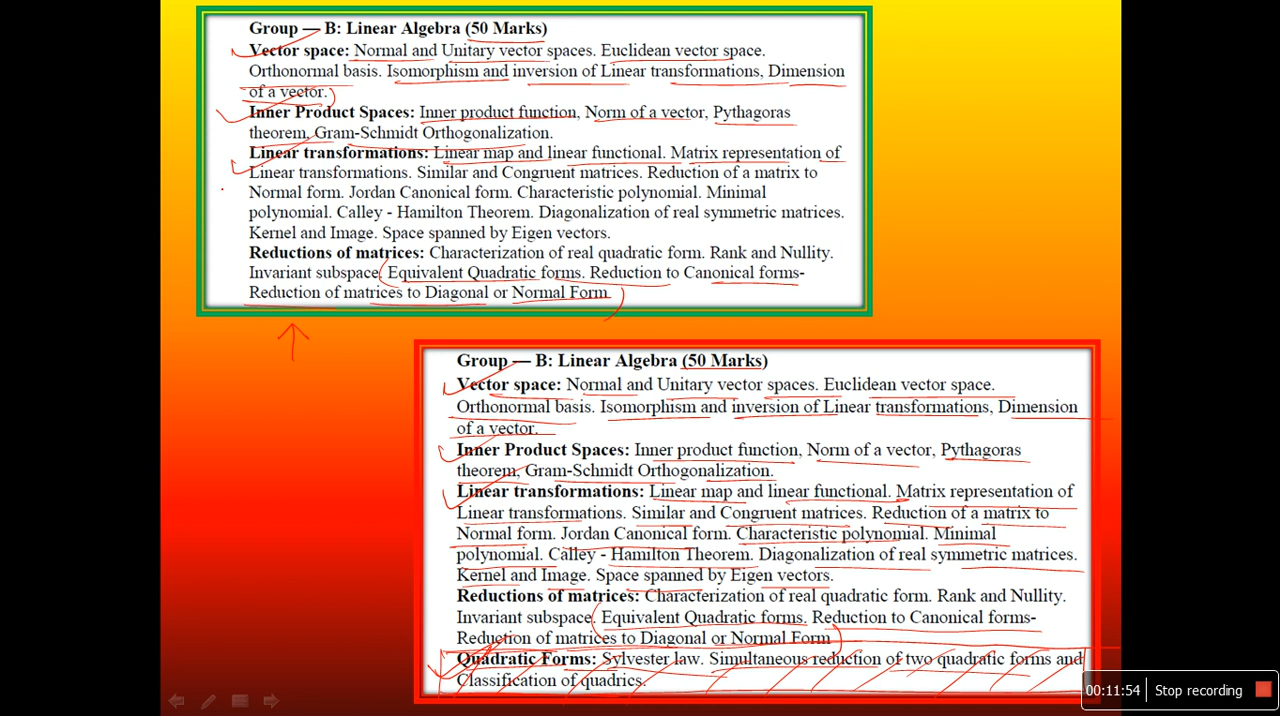 Group — B: Linear Algebra (50 Marks)
Vector space: Normal and Unitary vector spaces. Euclidean vector space.
Orthonormal basis. Isomorphism and inversion of Linear transformations, Dimension
of a vector.
Inner Product Spaces: Inner product function, Norm of a vector, Pythagoras
theorem, Gram-Schmidt Orthogonalization.
Linear transformations: Linear map and linear functional. Matrix representation of
Linear transformations. Similar and Congruent matrices. Reduction of a matrix to
Normal form. Jordan Canonical form. Characteristic polynomial. Minimal
polynomial. Calley - Hamilton Theorem. Diagonalization of real symmetric matrices.
Kernel and Image. Space spanned by Eigen vectors.
Reductions of matrices: Characterization of real quadratic form. Rank and Nullity.
Invariant subspace. Equivalent Quadratic forms. Reduction to Canonical forms-
Reduction of matrices to Diagonal or Normal Form
Group — B: Linear Algebra (50 Marks)
Vector space: Normal and Unitary vector spaces. Euclidean vector space.
Orthonormal basis. Isomorphism and inversion of Linear transformations, Dimension
of a vector.
Inner Product Spaces: Inner product function, Norm of a vector, Pythagoras
theorem, Gram-Schmidt Orthogonalization.
Linear transformations: Linear map and linear functional. Matrix representation of
Linear transformations. Similar and Congruent matrices. Reduction of a matrix to
Normal form. Jordan Canonical form. Characteristic polynomial. Minimal
polynomial. Calley - Hamilton Theorem. Diagonalization of real symmetric matrices.
Kernel and Image. Space spanned by Eigen vectors.
Reductions of matrices: Characterization of real quadratic form. Rank and Nullity.
Invariant subspace. Equivalent Quadratic forms. Reduction to Canonical forms-
Reduction of matrices to Diagonal or Normal Form
Quadratic Forms: Sylvester law. Simultaneous reduction of two quadratic forms and
Classification of quadrics.
00:11:54 Stop recording